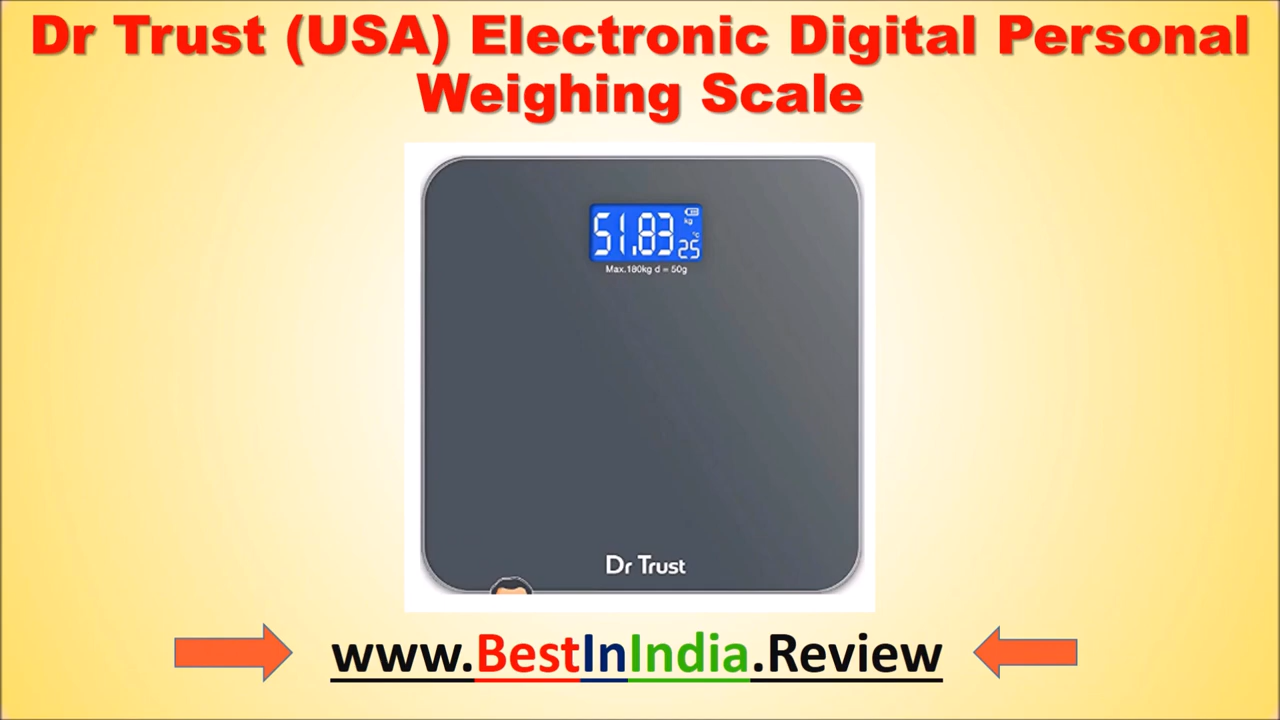 Dr Trust (USA) Electronic Digital Personal
Weighing Scale
51.83 kg
25 °C
Max.180kg d = 50g
Dr Trust
www.BestInIndia.Review